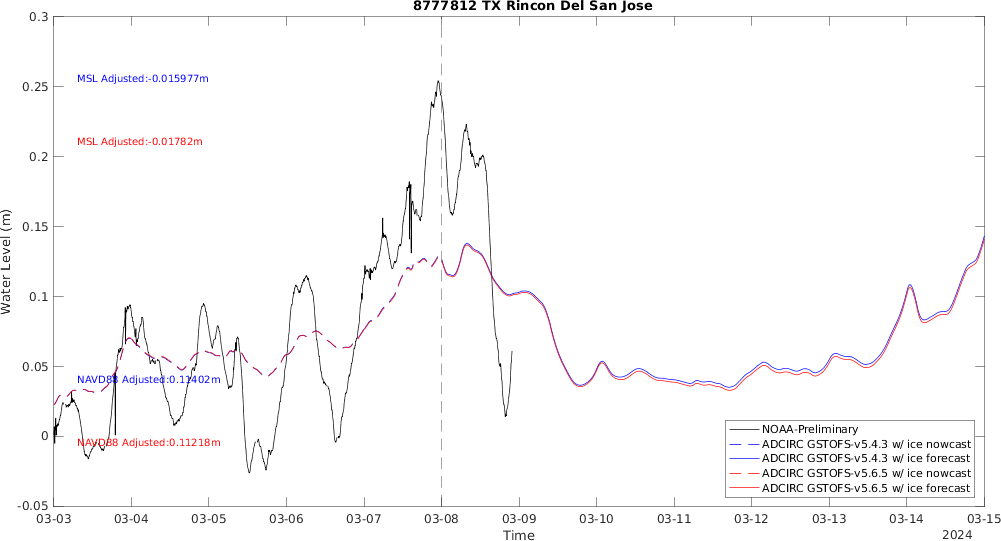 8777812 TX Rincon Del San Jose
0.3
0.25
0.2
0.15
0.1
0.05
0
-0.05
Water Level (m)
MSL Adjusted:-0.015977m
MSL Adjusted:-0.01782m
NAVD88 Adjusted:0.11402m
NAVD88 Adjusted:0.11218m
NOAA-Preliminary
ADCIRC GSTOFS-v5.4.3 w/ ice nowcast
ADCIRC GSTOFS-v5.4.3 w/ ice forecast
ADCIRC GSTOFS-v5.6.5 w/ ice nowcast
ADCIRC GSTOFS-v5.6.5 w/ ice forecast
03-03 03-04 03-05 03-06 03-07 03-08 03-09 03-10 03-11 03-12 03-13 03-14 03-15
Time
2024